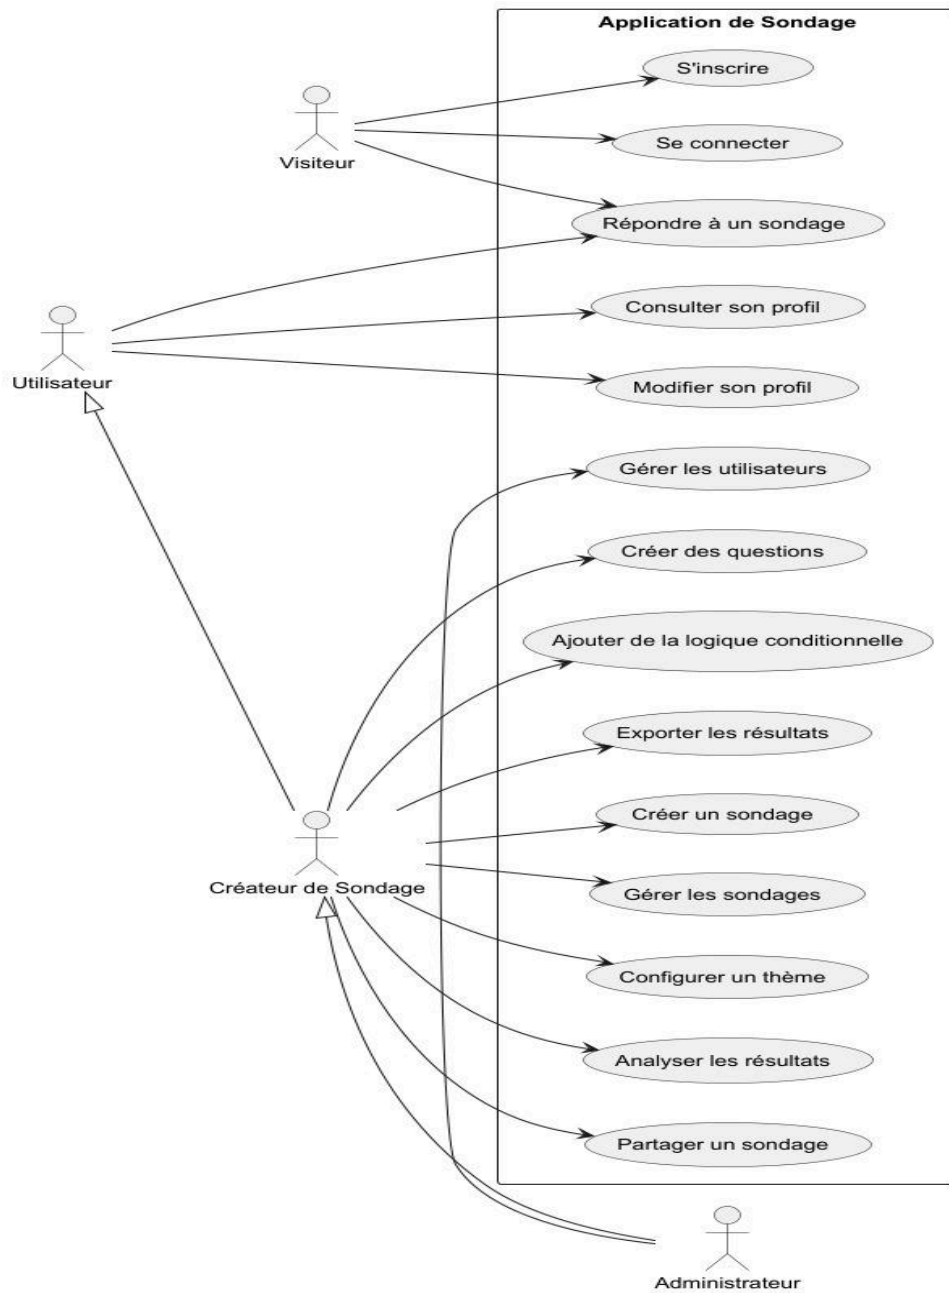 Application de Sondage
S'inscrire
Visiteur
Se connecter
Répondre à un sondage
Consulter son profil
Utilisateur
Modifier son profil
Gérer les utilisateurs
Créer des questions
Ajouter de la logique conditionnelle
Exporter les résultats
Créer un sondage
Créateur de Sondage
Gérer les sondages
Configurer un thème
Analyser les résultats
Partager un sondage
Administrateur